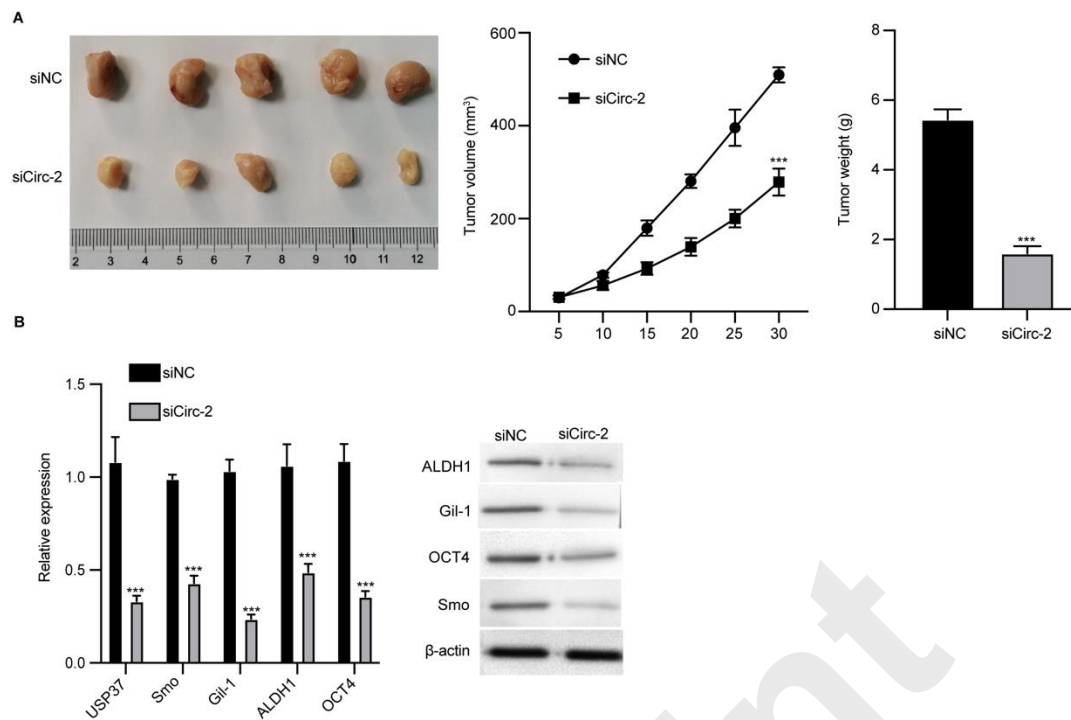 A
siNC
siCirc-2
2 3 4 5 6 7 8 9 10 11 12
Tumor volume (mm³)
600
400
200
0
5 10 15 20 25 30
siNC
siCirc-2
***
Tumor weight (g)
8
6
4
2
0
***
siNC siCirc-2
B
siNC
siCirc-2
Relative expression
1.5
1.0
0.5
0.0
*** *** *** *** ***
USP37 Smo Gil-1 ALDH1 OCT4
siNC siCirc-2
ALDH1
Gil-1
OCT4
Smo
β-actin